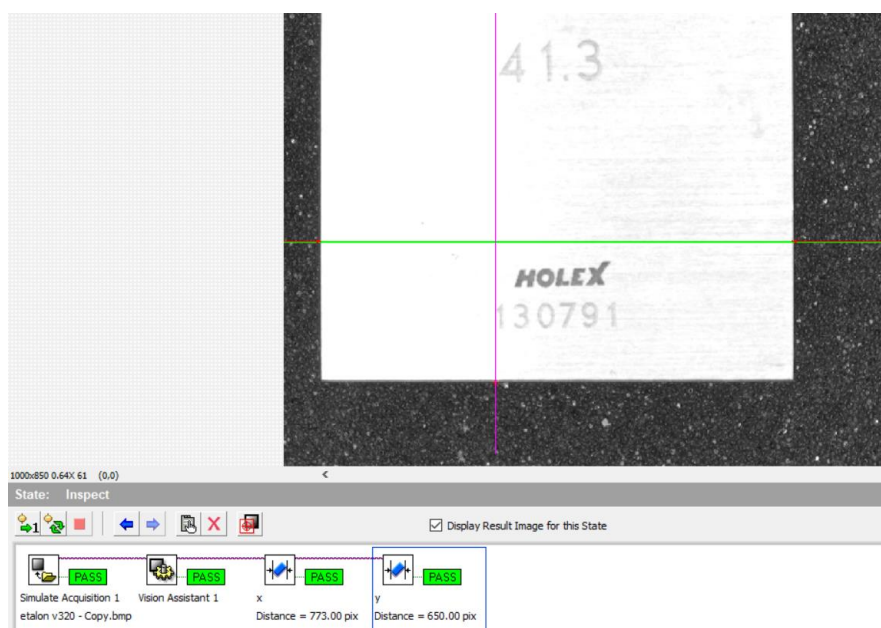 41.3
HOLEX
130791
1000x850 0.64X 61 (0,0)
<
State: Inspect
1
Display Result Image for this State
PASS PASS PASS PASS
Simulate Acquisition 1 Vision Assistant 1 x y
etalon v320 - Copy.bmp Distance = 773.00 pix Distance = 650.00 pix